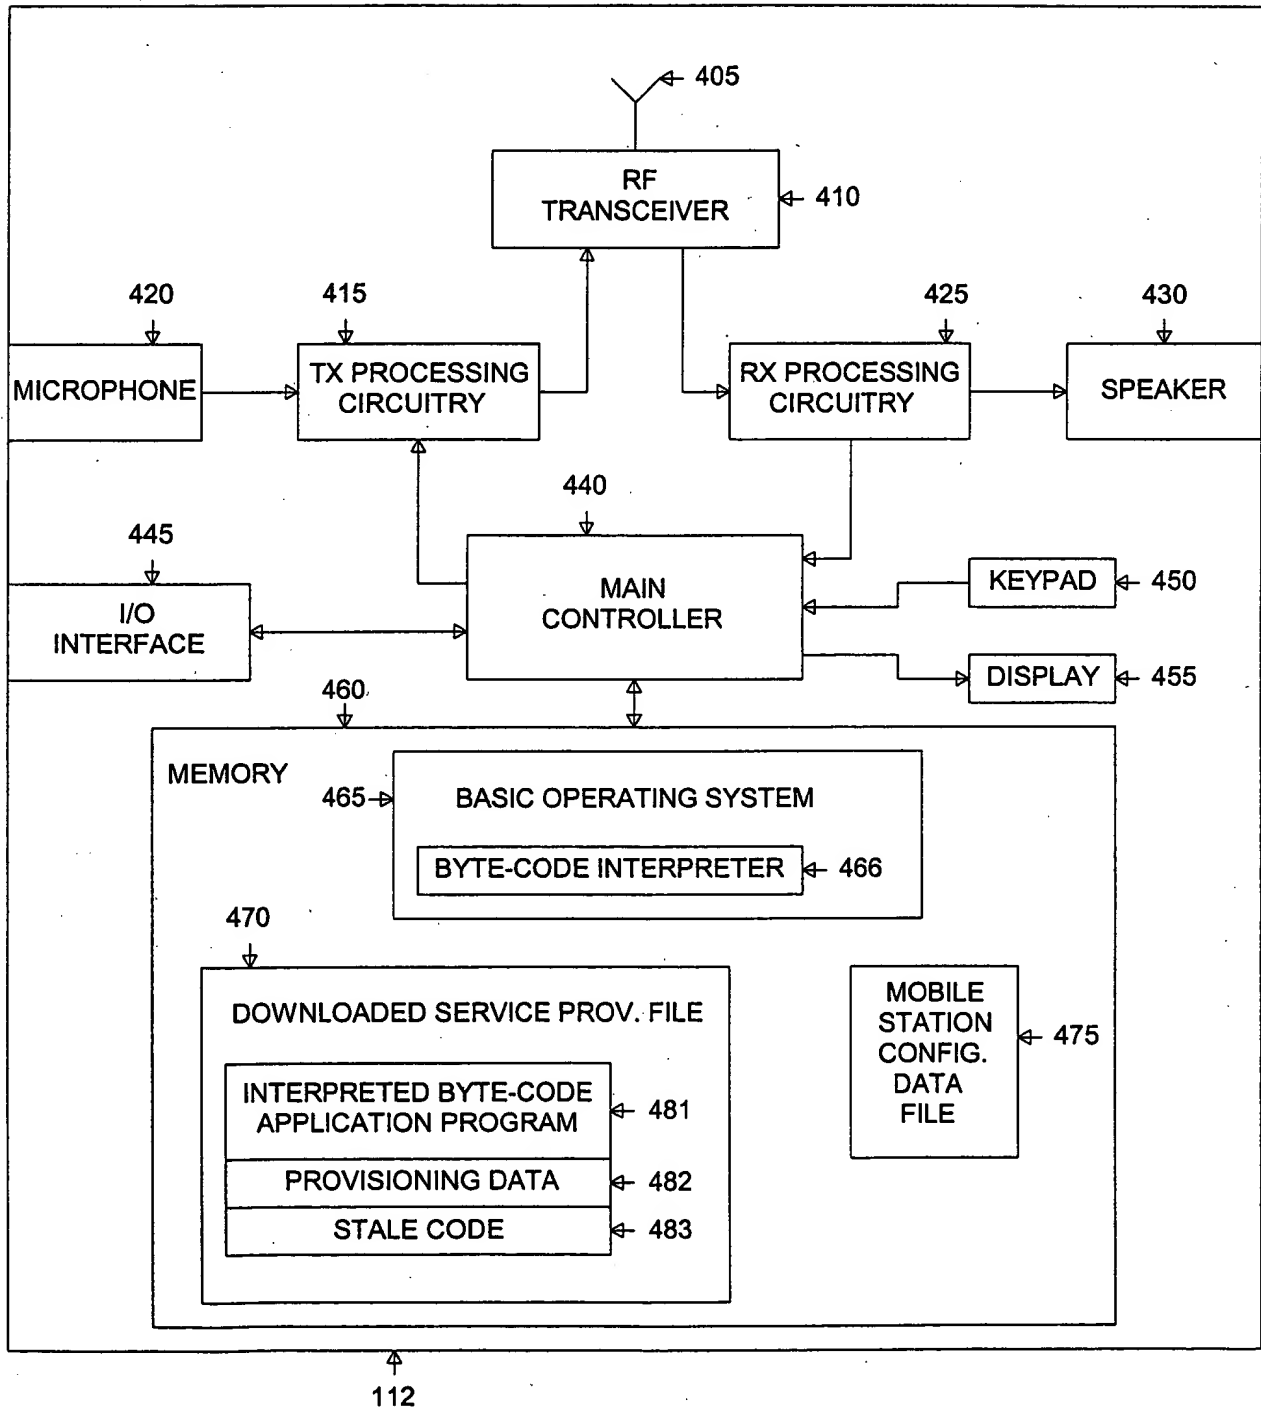 405
RF
TRANSCEIVER
410
420
415
425
430
MICROPHONE
TX PROCESSING
CIRCUITRY
RX PROCESSING
CIRCUITRY
SPEAKER
440
445
I/O
INTERFACE
MAIN
CONTROLLER
KEYPAD
450
DISPLAY
455
460
MEMORY
465
BASIC OPERATING SYSTEM
BYTE-CODE INTERPRETER
466
470
DOWNLOADED SERVICE PROV. FILE
INTERPRETED BYTE-CODE
APPLICATION PROGRAM
481
PROVISIONING DATA
482
STALE CODE
483
MOBILE
STATION
CONFIG.
DATA
FILE
475
112